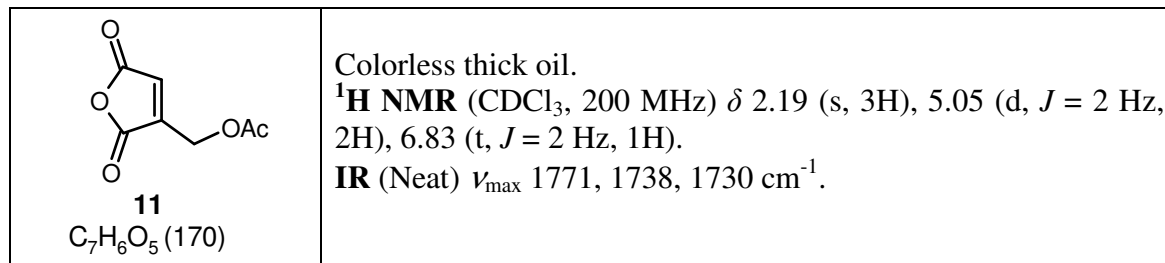 O
O
O
OAc
11
C₇H₆O₅ (170)
Colorless thick oil.
¹H NMR (CDCl₃, 200 MHz) δ 2.19 (s, 3H), 5.05 (d, J = 2 Hz,
2H), 6.83 (t, J = 2 Hz, 1H).
IR (Neat) νmax 1771, 1738, 1730 cm⁻¹.